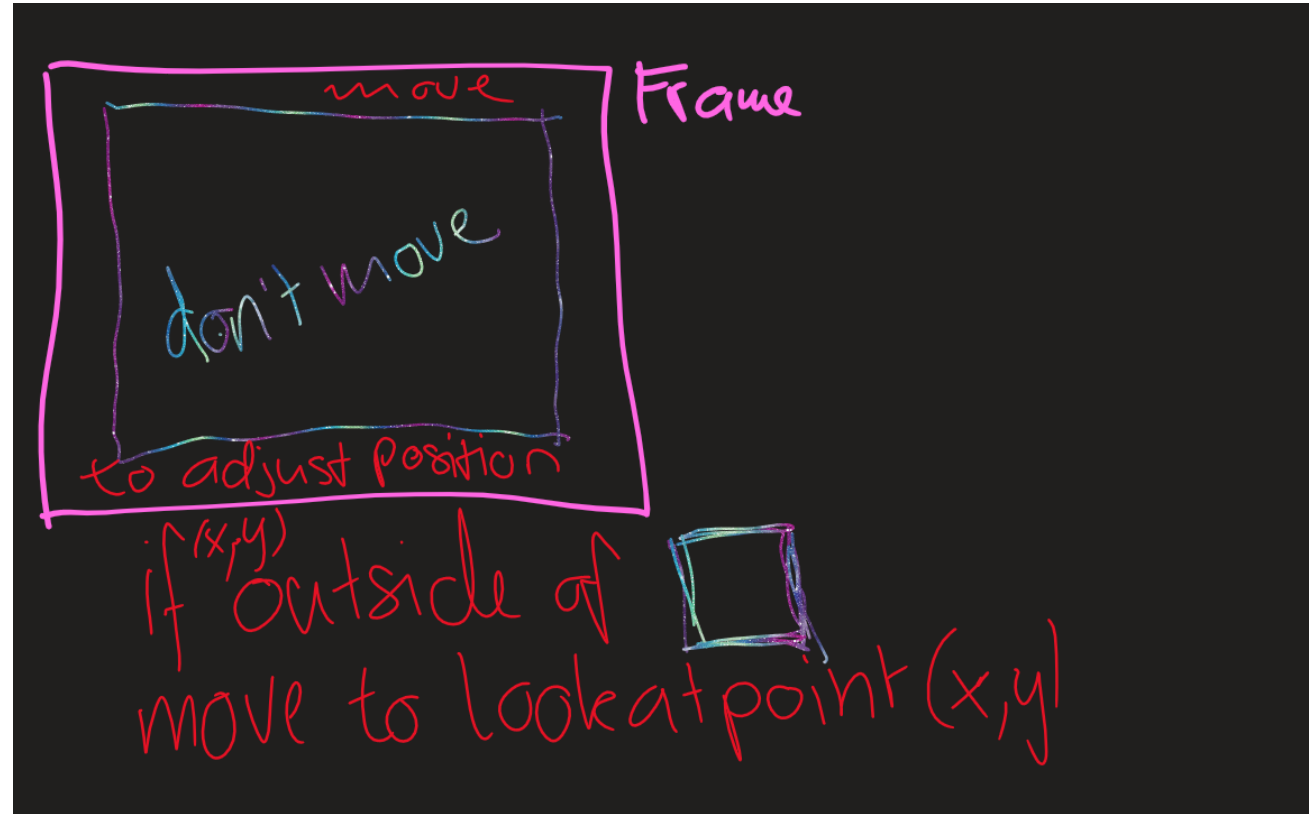 move
Frame
don't move
to adjust position
if (x,y) outside of
move to lookatpoint(x,y)